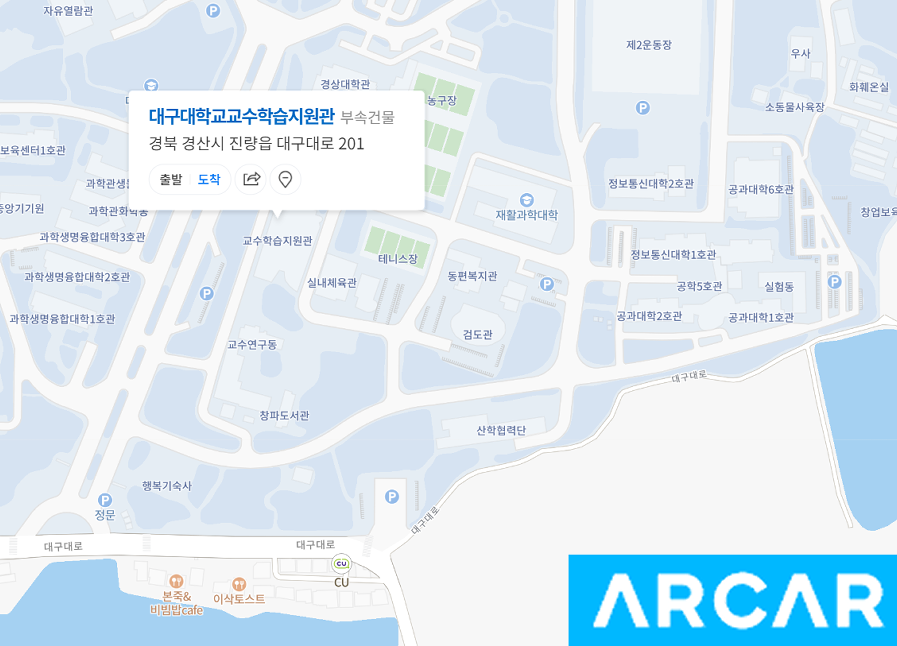 자유열람관
P
제2운동장
우사
경상대학관
화훼온실
농구장
소동물사육장
P
대구대학교교수학습지원관 부속건물
경북 경산시 진량읍 대구대로 201
출발 도착
보육센터1호관
과학관생
정보통신대학2호관
공과대학6호관
중앙기기원
과학관화학동
재활과학대학
창업보육
과학생명융합대학3호관
교수학습지원관
테니스장
정보통신대학1호관
과학생명융합대학2호관
실내체육관
동편복지관
P
공학5호관
실험동
P
P
과학생명융합대학1호관
검도관
공과대학2호관
공과대학1호관
교수연구동
대구대로
창파도서관
산학협력단
행복기숙사
P
P
정문
대구대로
대구대로
대구대로
CU
CU
본죽&
비빔밥cafe
이삭토스트
ARCAR